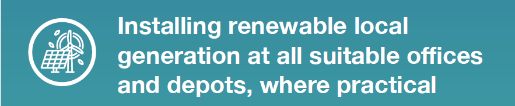 Installing renewable local
generation at all suitable offices
and depots, where practical